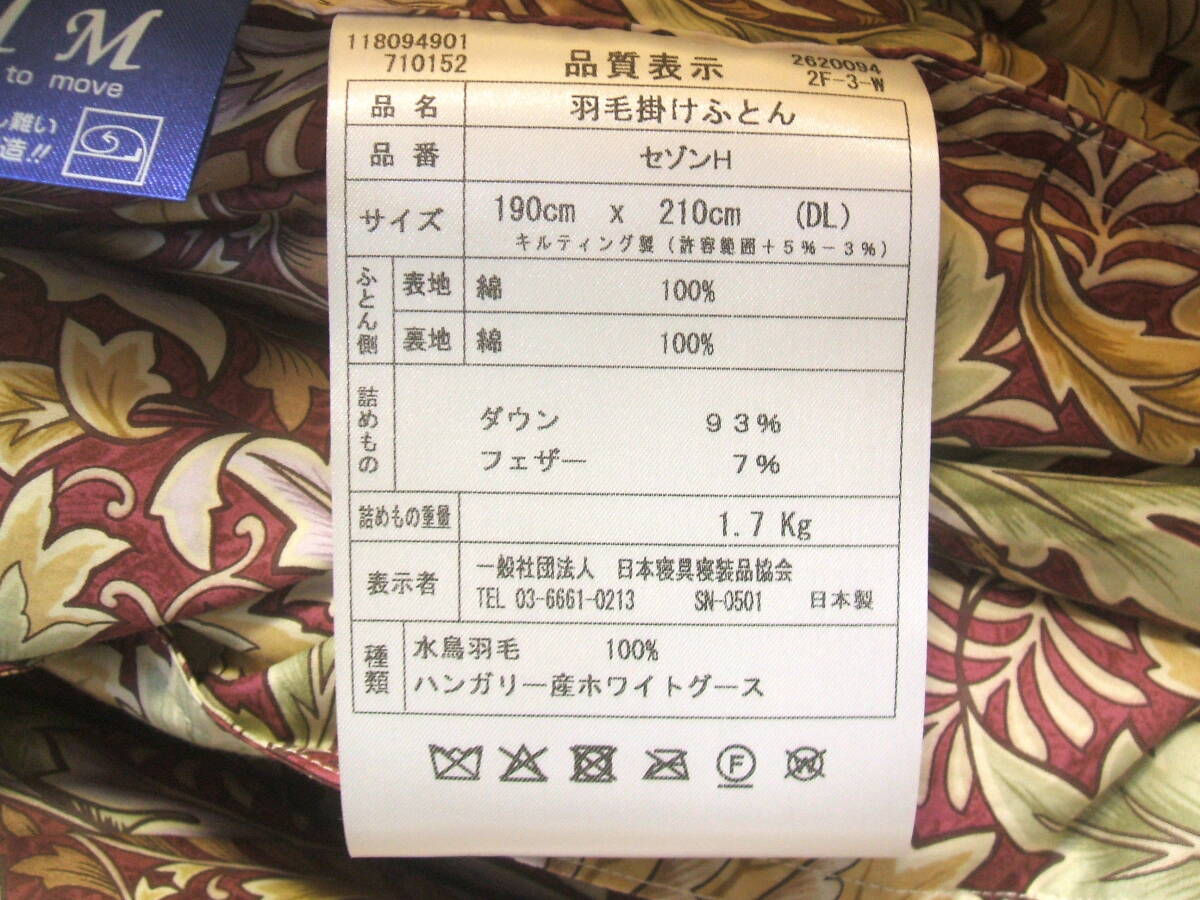 M
to move
し難い
造!!
118094901
710152
品質表示
2620094
2F-3-W
品名 羽毛掛けふとん
品番 セゾンH
サイズ 190cm x 210cm (DL)
キルティング製(許容範囲+5%-3%)
ふとん側 表地 綿 100%
裏地 綿 100%
詰めもの
ダウン 93%
フェザー 7%
詰めもの重量 1.7 Kg
表示者 一般社団法人 日本寝具寝装品協会
TEL 03-6661-0213 SN-0501 日本製
種類 水鳥羽毛 100%
ハンガリー産ホワイトグース
F
W